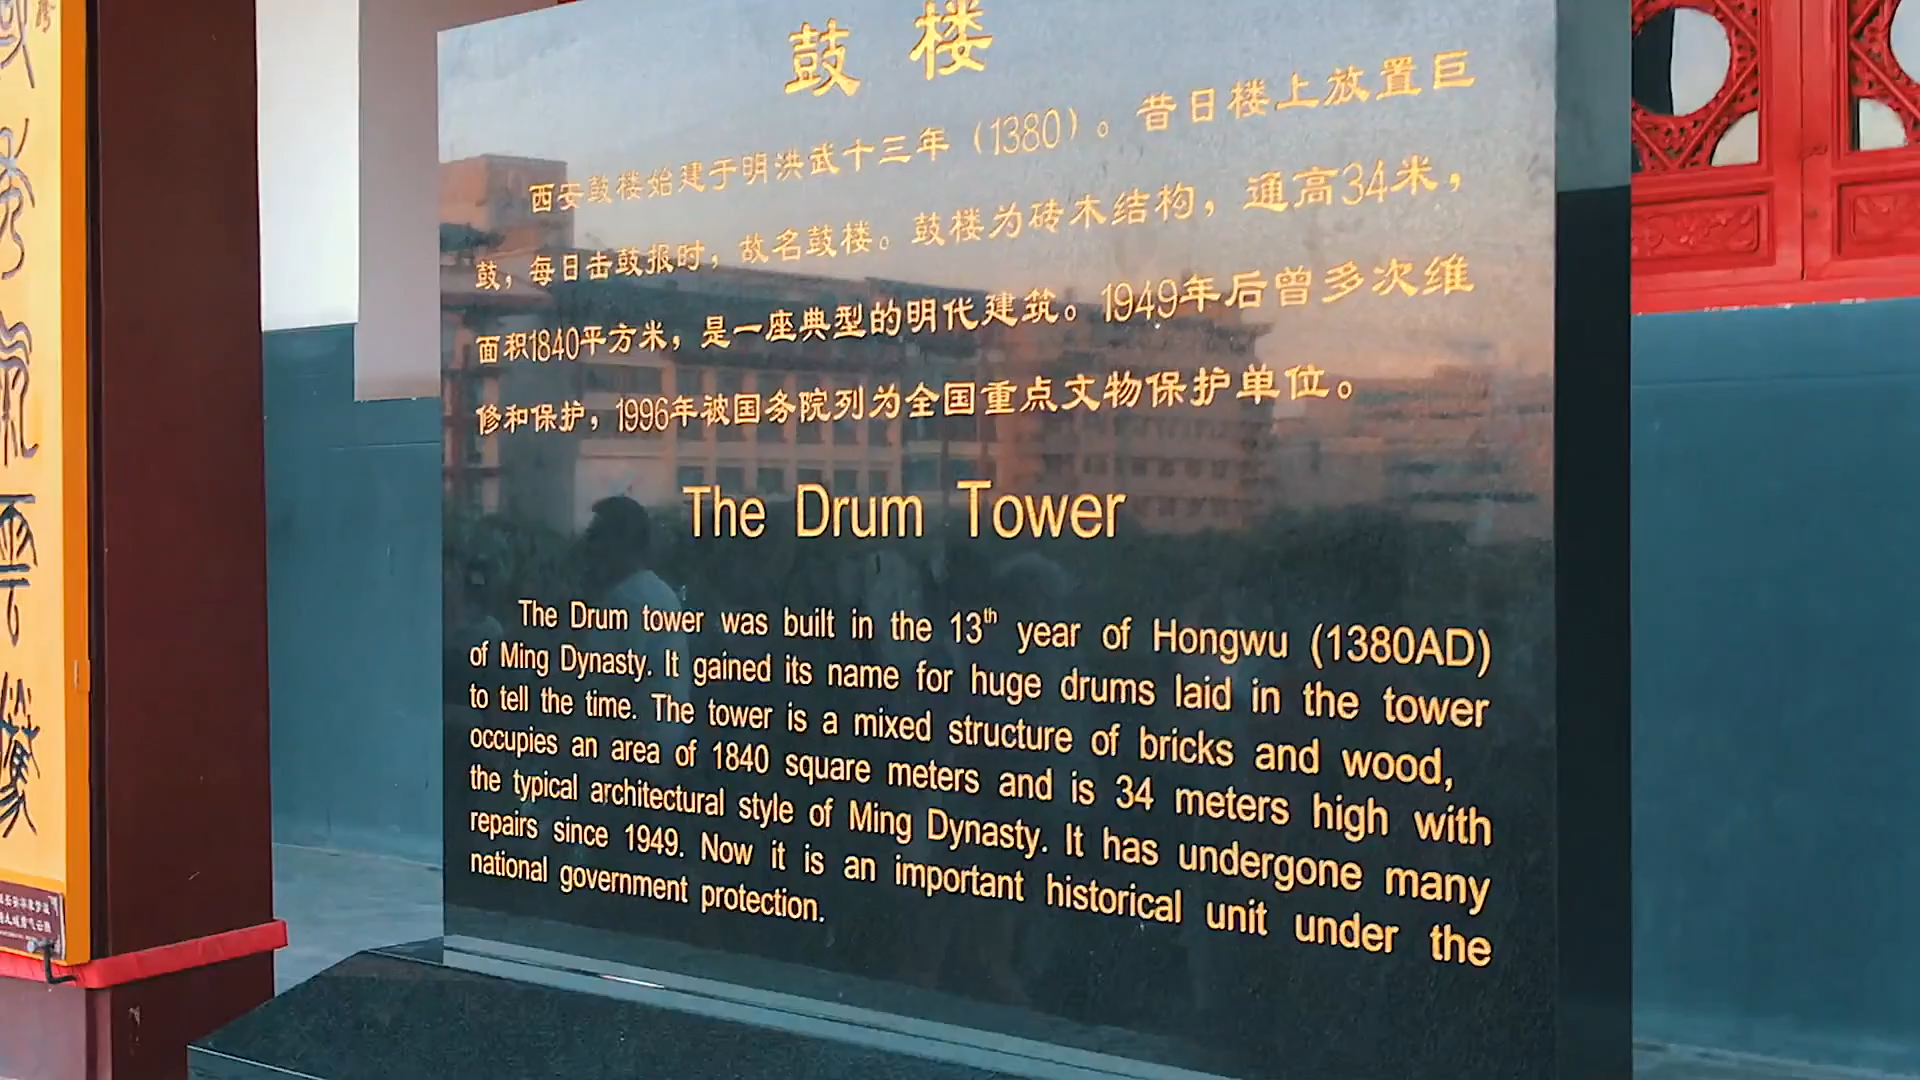 鼓楼
西安鼓楼始建于明洪武十三年（1380）。昔日楼上放置巨
鼓，每日击鼓报时，故名鼓楼。鼓楼为砖木结构，通高34米，
面积1840平方米，是一座典型的明代建筑。1949年后曾多次维
修和保护，1996年被国务院列为全国重点文物保护单位。
The Drum Tower
The Drum tower was built in the 13th year of Hongwu (1380AD)
of Ming Dynasty. It gained its name for huge drums laid in the tower
to tell the time. The tower is a mixed structure of bricks and wood,
occupies an area of 1840 square meters and is 34 meters high with
the typical architectural style of Ming Dynasty. It has undergone many
repairs since 1949. Now it is an important historical unit under the
national government protection.